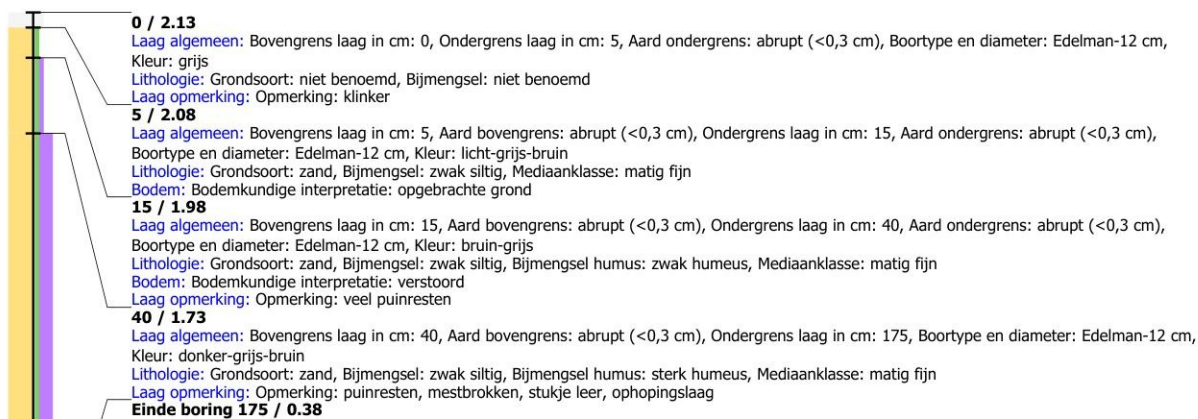 0 / 2.13
Laag algemeen: Bovengrens laag in cm: 0, Ondergrens laag in cm: 5, Aard ondergrens: abrupt (<0,3 cm), Boortype en diameter: Edelman-12 cm,
Kleur: grijs
Lithologie: Grondsoort: niet benoemd, Bijmengsel: niet benoemd
Laag opmerking: Opmerking: klinker
5 / 2.08
Laag algemeen: Bovengrens laag in cm: 5, Aard bovengrens: abrupt (<0,3 cm), Ondergrens laag in cm: 15, Aard ondergrens: abrupt (<0,3 cm),
Boortype en diameter: Edelman-12 cm, Kleur: licht-grijs-bruin
Lithologie: Grondsoort: zand, Bijmengsel: zwak siltig, Mediaanklasse: matig fijn
Bodem: Bodemkundige interpretatie: opgebrachte grond
15 / 1.98
Laag algemeen: Bovengrens laag in cm: 15, Aard bovengrens: abrupt (<0,3 cm), Ondergrens laag in cm: 40, Aard ondergrens: abrupt (<0,3 cm),
Boortype en diameter: Edelman-12 cm, Kleur: bruin-grijs
Lithologie: Grondsoort: zand, Bijmengsel: zwak siltig, Bijmengsel humus: zwak humeus, Mediaanklasse: matig fijn
Bodem: Bodemkundige interpretatie: verstoord
Laag opmerking: Opmerking: veel puinresten
40 / 1.73
Laag algemeen: Bovengrens laag in cm: 40, Aard bovengrens: abrupt (<0,3 cm), Ondergrens laag in cm: 175, Boortype en diameter: Edelman-12 cm,
Kleur: donker-grijs-bruin
Lithologie: Grondsoort: zand, Bijmengsel: zwak siltig, Bijmengsel humus: sterk humeus, Mediaanklasse: matig fijn
Laag opmerking: Opmerking: puinresten, mestbrokken, stukje leer, ophopingslaag
Einde boring 175 / 0.38